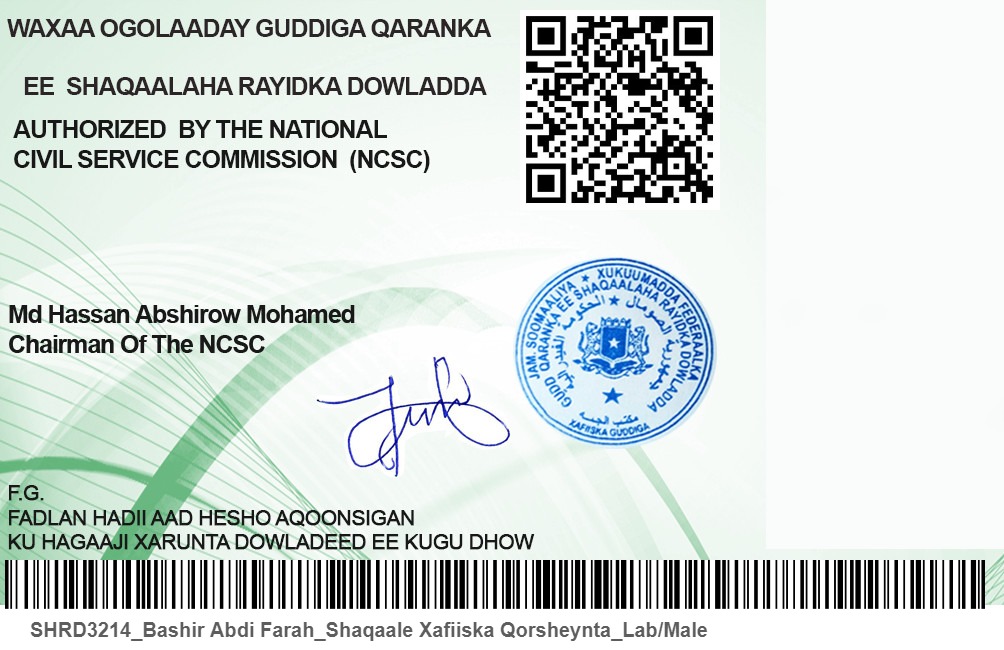 WAXAA OGOLAADAY GUDDIGA QARANKA
EE SHAQAALAHA RAYIDKA DOWLADDA
AUTHORIZED BY THE NATIONAL
CIVIL SERVICE COMMISSION (NCSC)
Md Hassan Abshirow Mohamed
Chairman Of The NCSC
JAM. SOOMAALIYA ★ XUKUUMADDA FEDERAALKA
GUDD QARANKA EE SHAQAALAHA RAYIDKA DOWLADDA
XAFIISKA GUDDIGA
F.G.
FADLAN HADII AAD HESHO AQOONSIGAN
KU HAGAAJI XARUNTA DOWLADEED EE KUGU DHOW
SHRD3214_Bashir Abdi Farah_Shaqaale Xafiiska Qorsheynta_Lab/Male